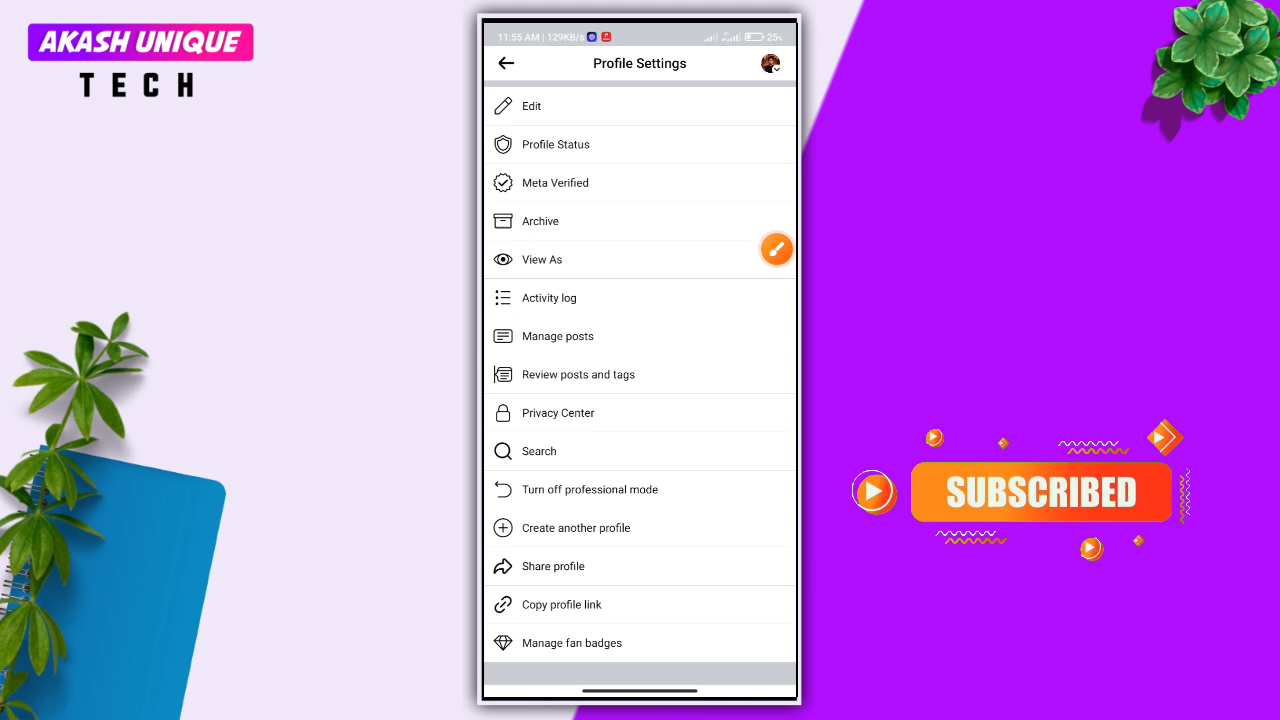 AKASH UNIQUE
TECH
11:55 AM | 129KB/s
25%
Profile Settings
Edit
Profile Status
Meta Verified
Archive
View As
Activity log
Manage posts
Review posts and tags
Privacy Center
Search
Turn off professional mode
Create another profile
Share profile
Copy profile link
Manage fan badges
SUBSCRIBED